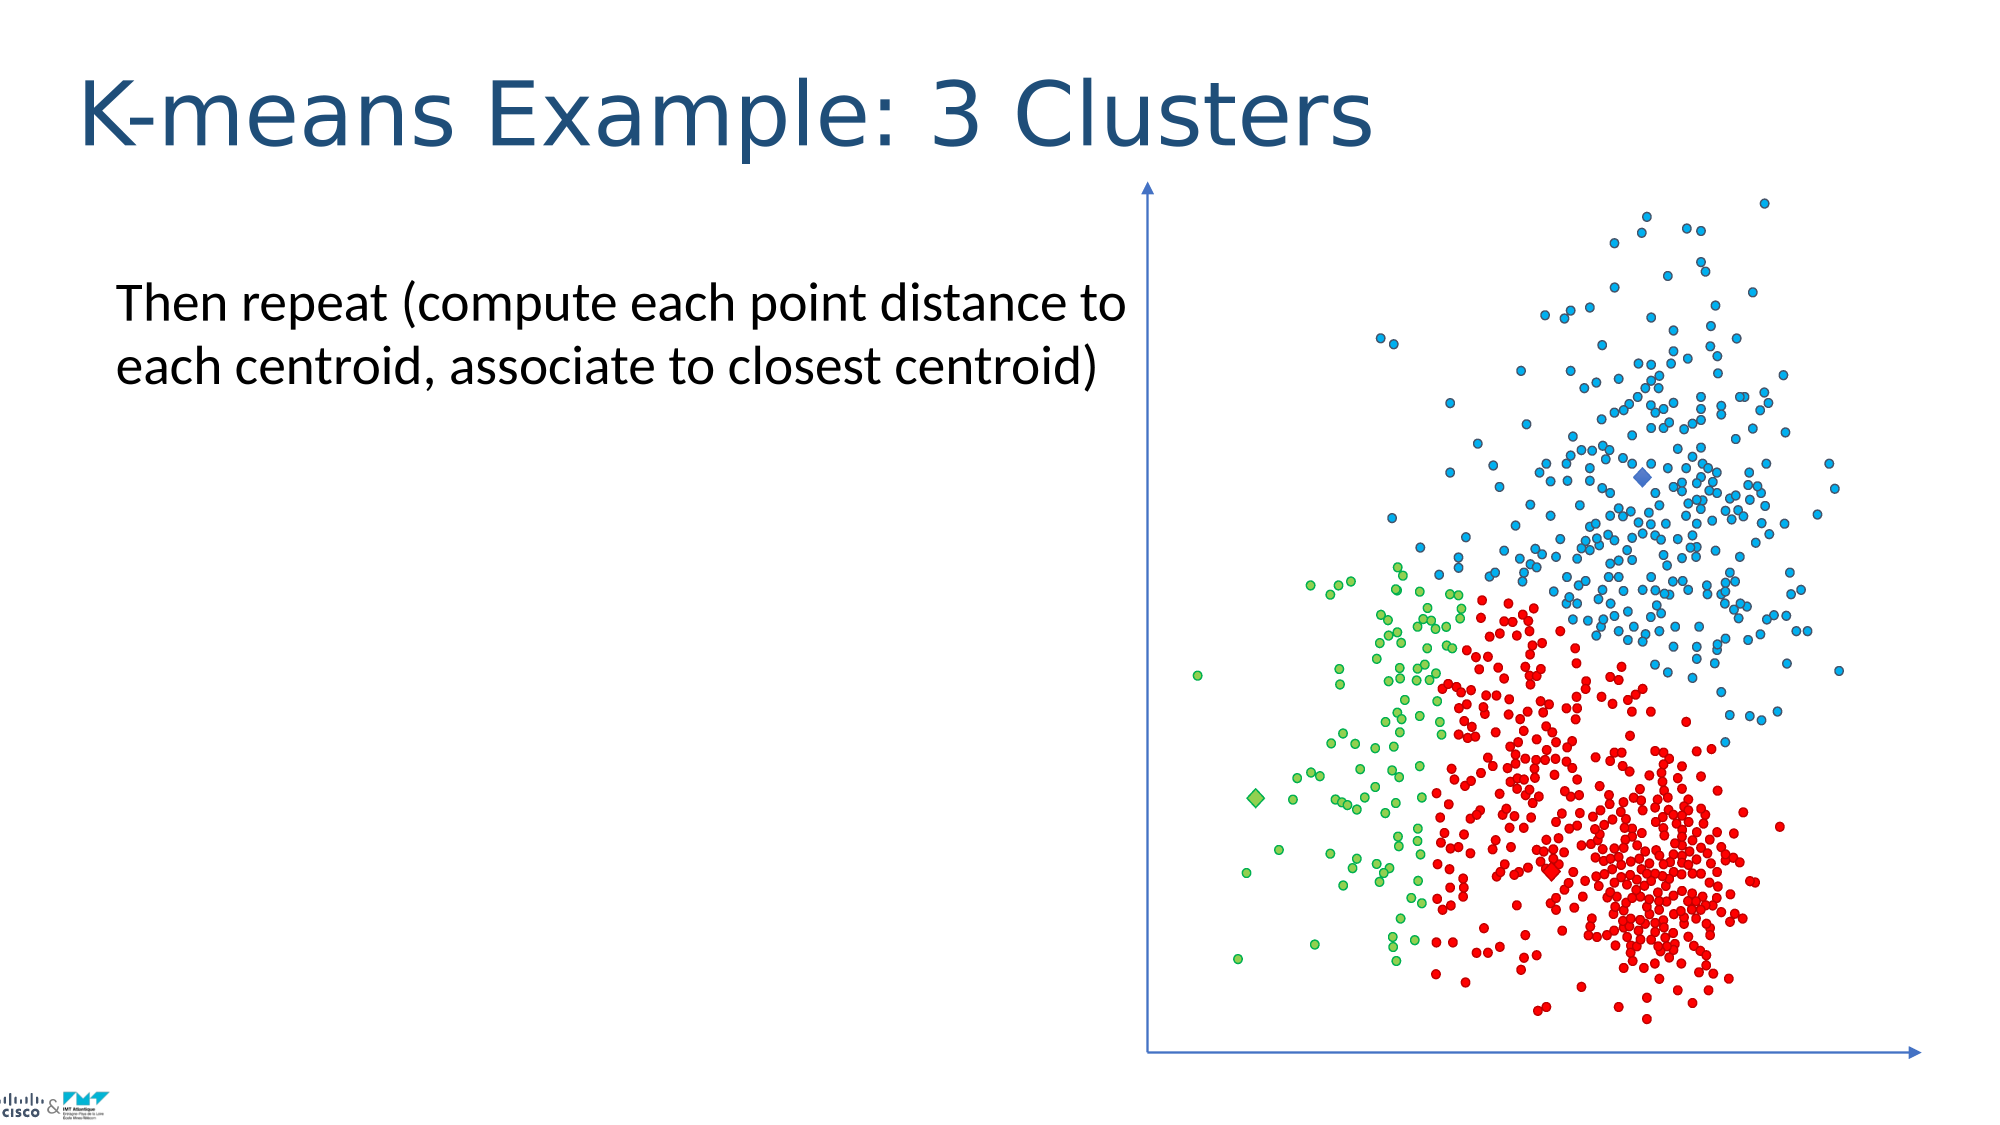 K-means Example: 3 Clusters
Then repeat (compute each point distance to
each centroid, associate to closest centroid)
cisco & IMT Atlantique